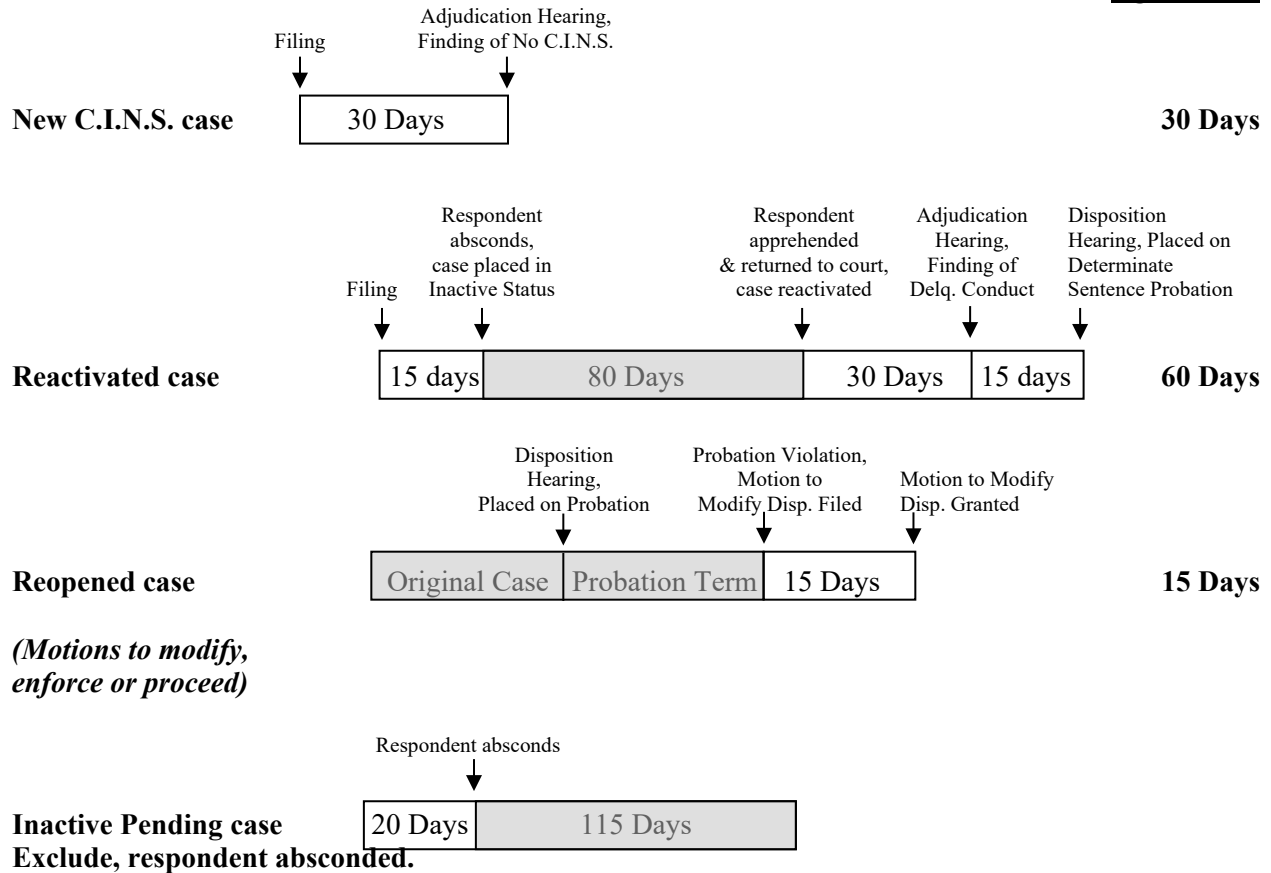 Adjudication Hearing,
Filing Finding of No C.I.N.S.
New C.I.N.S. case 30 Days 30 Days
Respondent Respondent Adjudication Disposition
absconds, apprehended Hearing, Hearing, Placed on
case placed in & returned to court, Finding of Determinate
Filing Inactive Status case reactivated Delq. Conduct Sentence Probation
Reactivated case 15 days 80 Days 30 Days 15 days 60 Days
Disposition Probation Violation,
Hearing, Motion to Motion to Modify
Placed on Probation Modify Disp. Filed Disp. Granted
Reopened case Original Case Probation Term 15 Days 15 Days
(Motions to modify,
enforce or proceed)
Respondent absconds
Inactive Pending case 20 Days 115 Days
Exclude, respondent absconded.